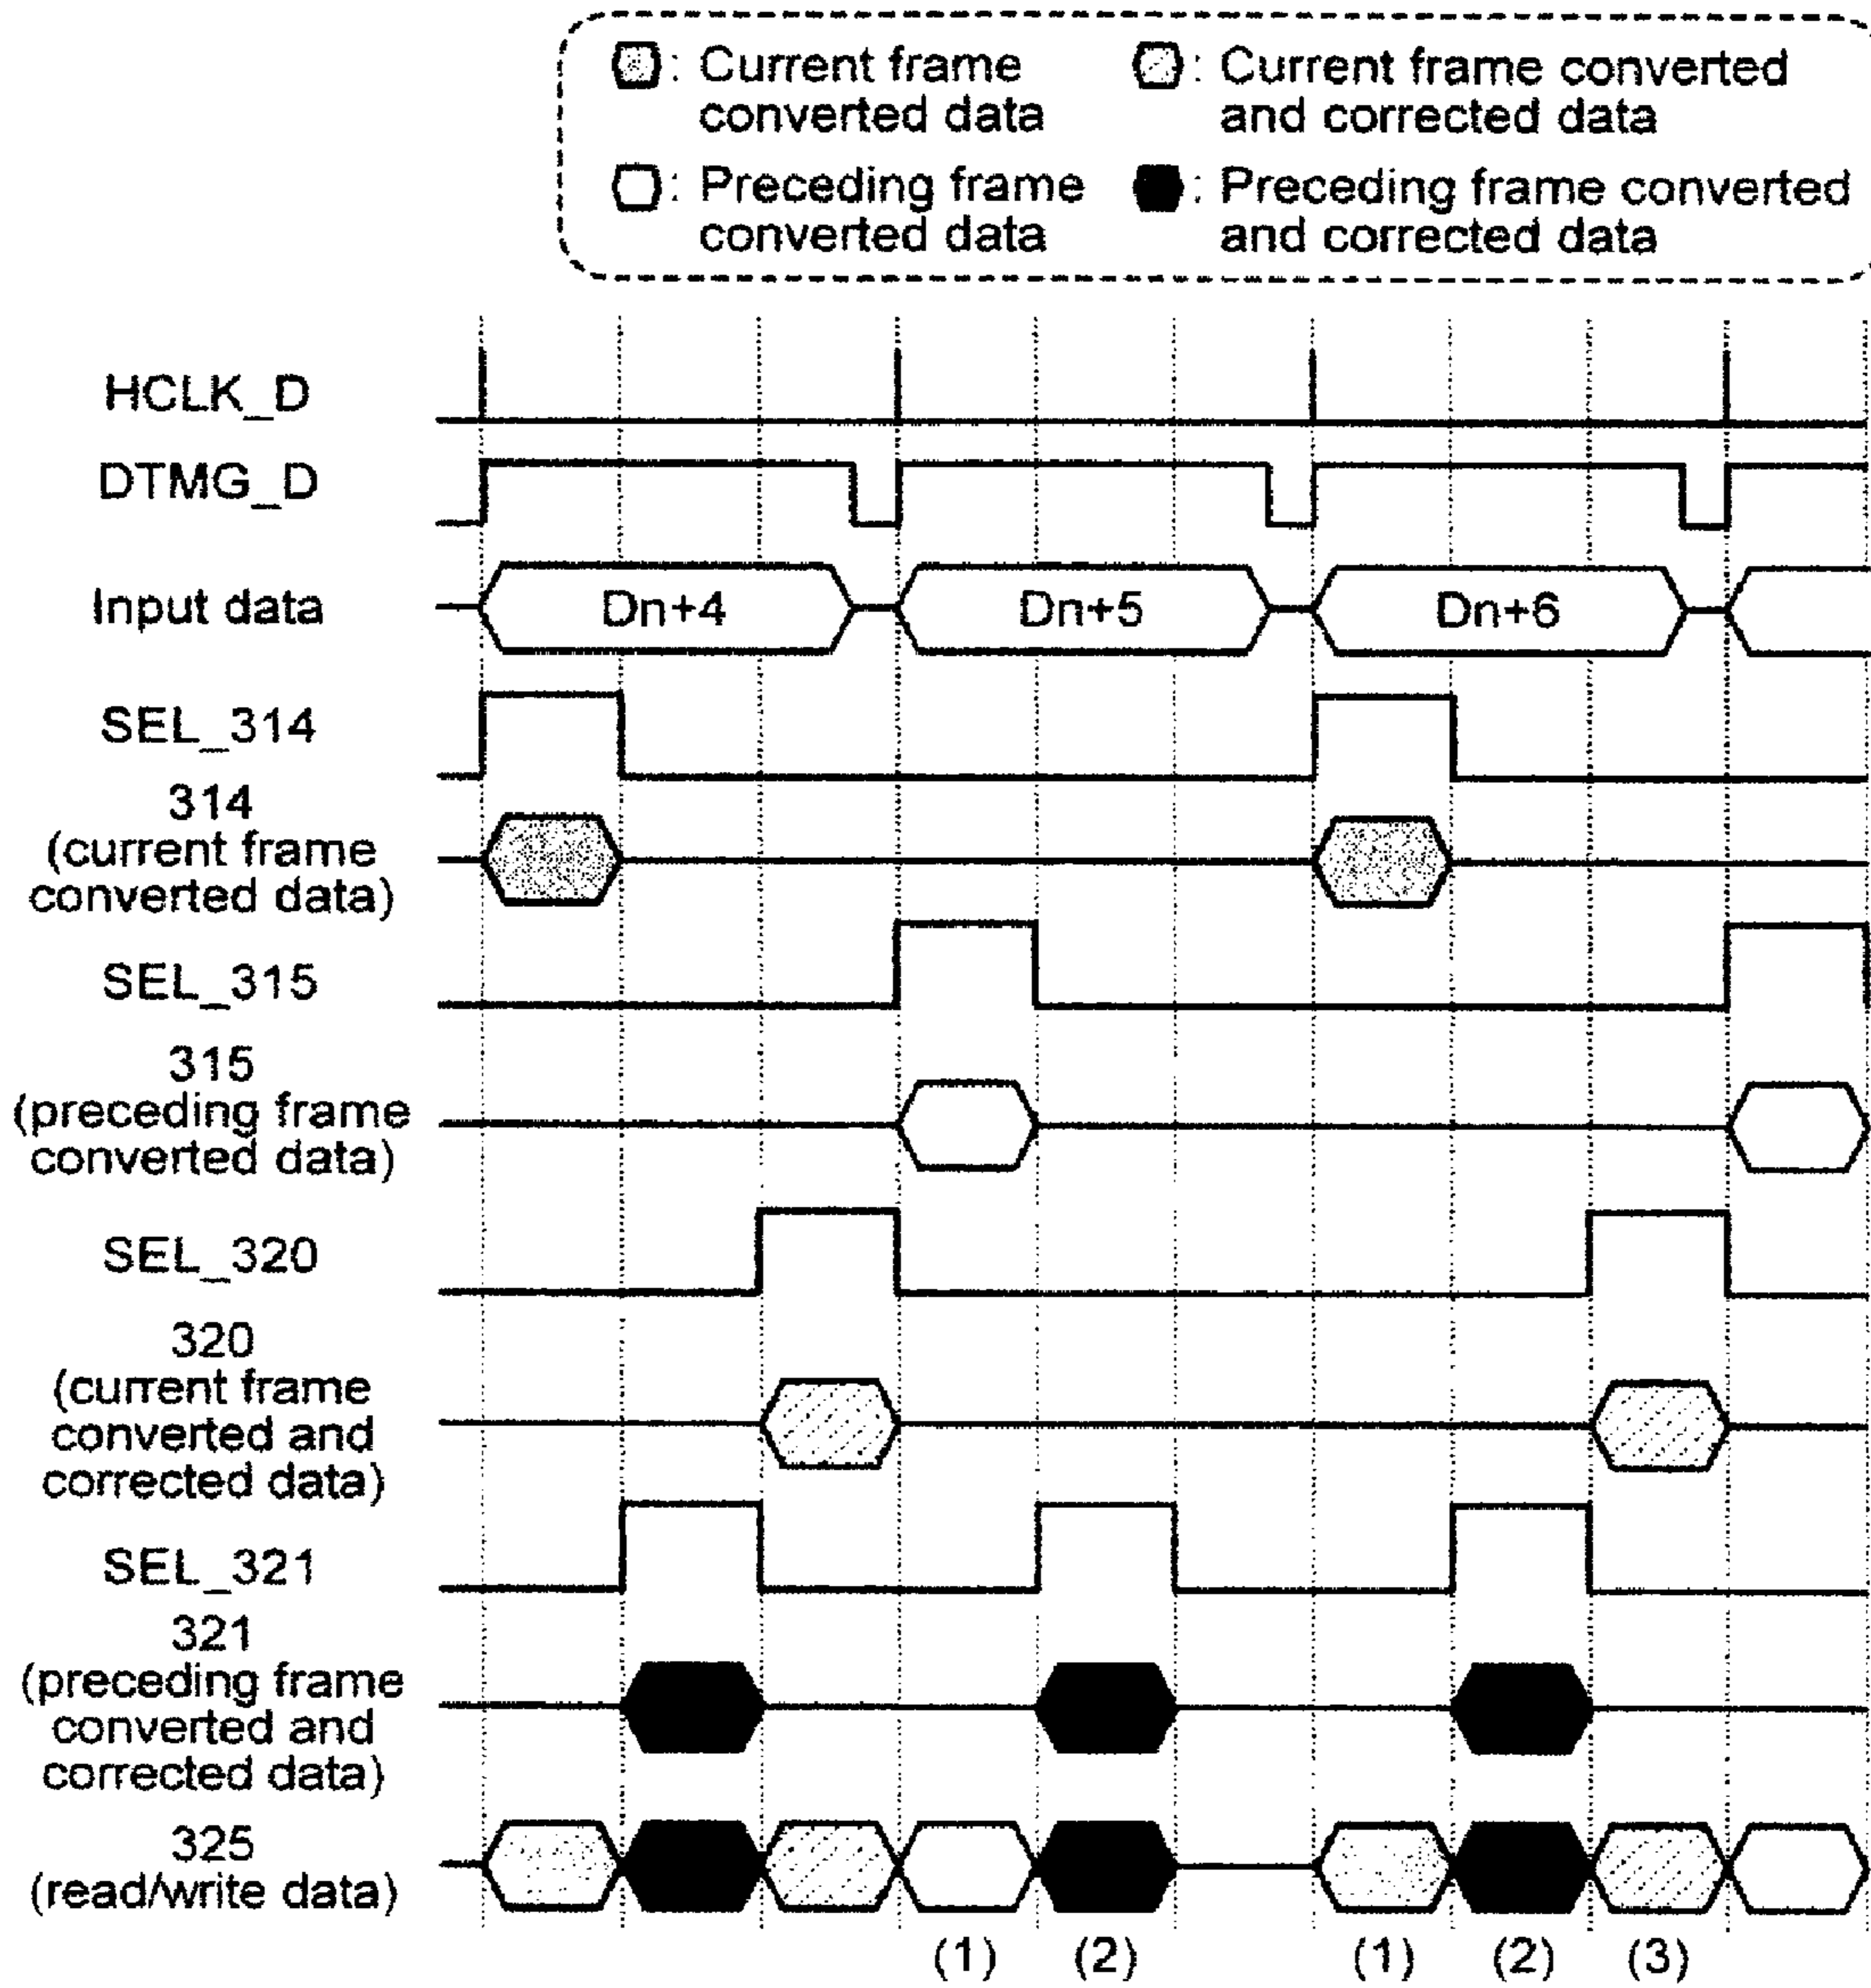 : Current frame
converted data
: Current frame converted
and corrected data
: Preceding frame
converted data
: Preceding frame converted
and corrected data
HCLK_D
DTMG_D
Input data
Dn+4
Dn+5
Dn+6
SEL_314
314
(current frame
converted data)
SEL_315
315
(preceding frame
converted data)
SEL_320
320
(current frame
converted and
corrected data)
SEL_321
321
(preceding frame
converted and
corrected data)
325
(read/write data)
(1)
(2)
(1)
(2)
(3)